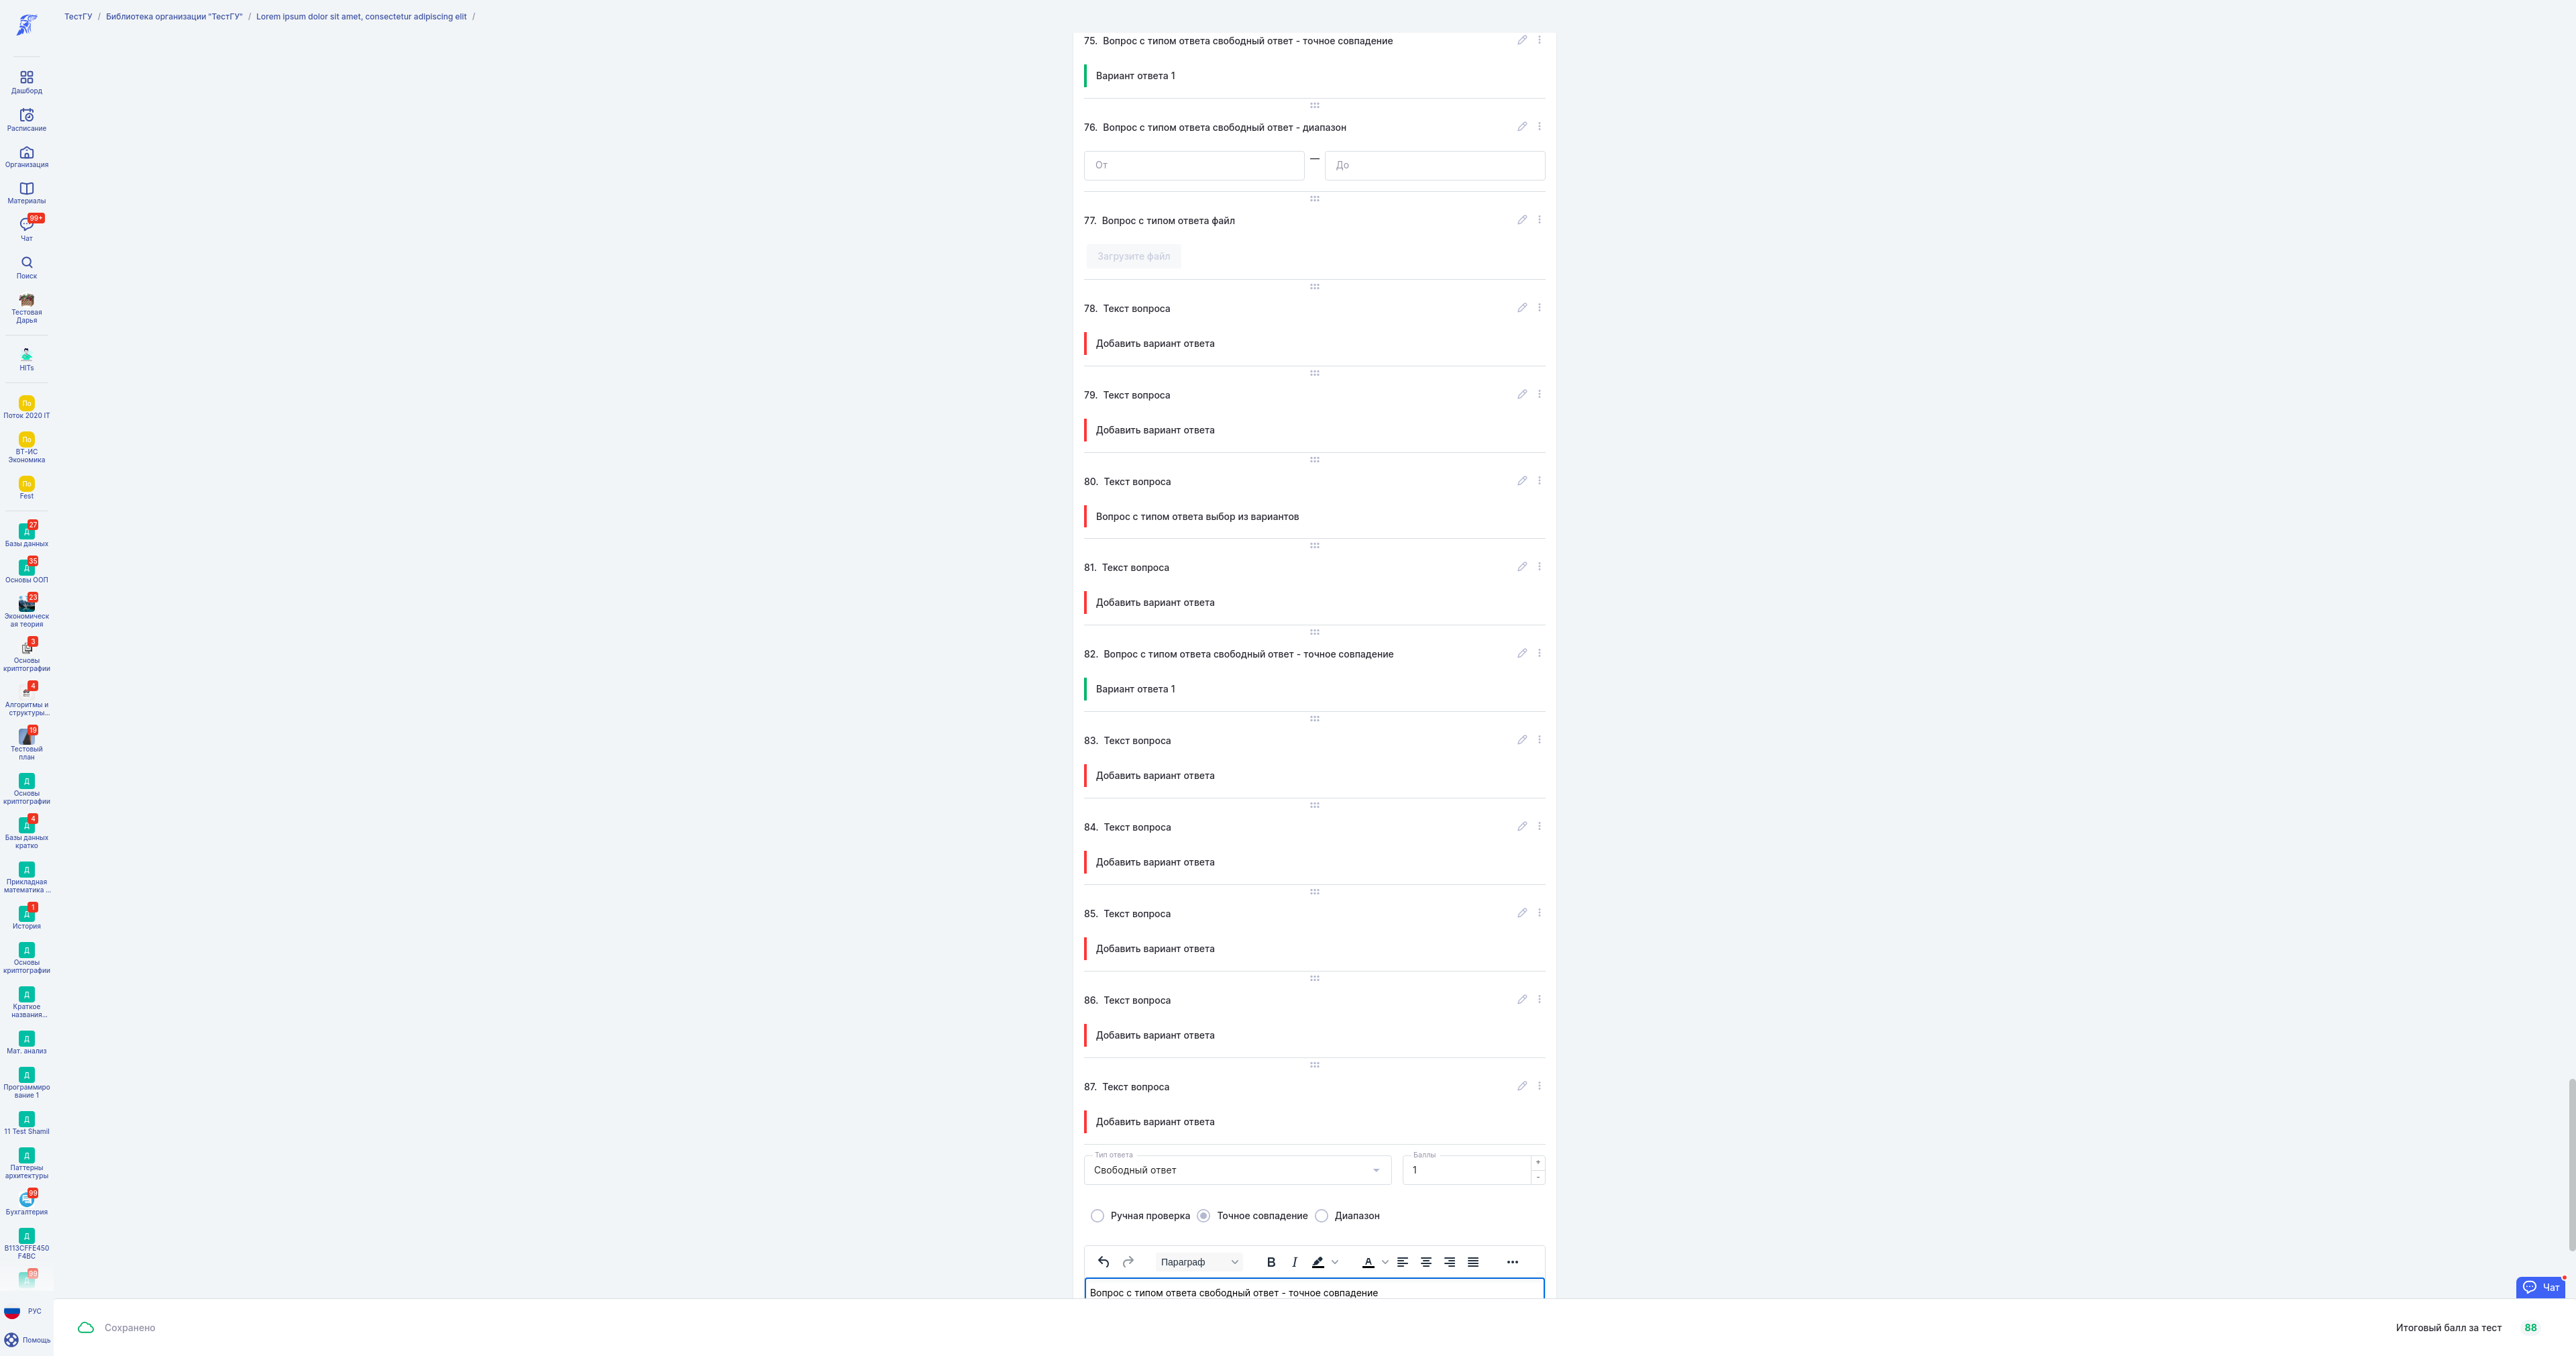 ТестГУ / Библиотека организации "ТестГУ" / Lorem ipsum dolor sit amet, consectetur adipiscing elit /
Дашборд
Расписание
Организация
Материалы
99+
Чат
Поиск
Тестовая
Дарья
HITs
По
Поток 2020 IT
По
ВТ-ИС
Экономика
По
Fest
27
Д
Базы данных
35
Д
Основы ООП
23
Экономическ
ая теория
3
Основы
криптографии
4
Алгоритмы и
структуры...
19
Тестовый
план
Д
Основы
криптографии
4
Д
Базы данных
кратко
Д
Прикладная
математика ...
1
Д
История
Д
Основы
криптографии
Д
Краткое
названия...
Д
Мат. анализ
Д
Программиро
вание 1
Д
11 Test Shamil
Д
Паттерны
архитектуры
99
Бухгалтерия
Д
B113CFFE450
F4BC
99
Д
РУС
Помощь
75. Вопрос с типом ответа свободный ответ - точное совпадение
Вариант ответа 1
76. Вопрос с типом ответа свободный ответ - диапазон
От — До
77. Вопрос с типом ответа файл
Загрузите файл
78. Текст вопроса
Добавить вариант ответа
79. Текст вопроса
Добавить вариант ответа
80. Текст вопроса
Вопрос с типом ответа выбор из вариантов
81. Текст вопроса
Добавить вариант ответа
82. Вопрос с типом ответа свободный ответ - точное совпадение
Вариант ответа 1
83. Текст вопроса
Добавить вариант ответа
84. Текст вопроса
Добавить вариант ответа
85. Текст вопроса
Добавить вариант ответа
86. Текст вопроса
Добавить вариант ответа
87. Текст вопроса
Добавить вариант ответа
Тип ответа
Свободный ответ
Баллы
1
+
-
Ручная проверка Точное совпадение Диапазон
Параграф B I A
Вопрос с типом ответа свободный ответ - точное совпадение
Чат
Сохранено
Итоговый балл за тест 88